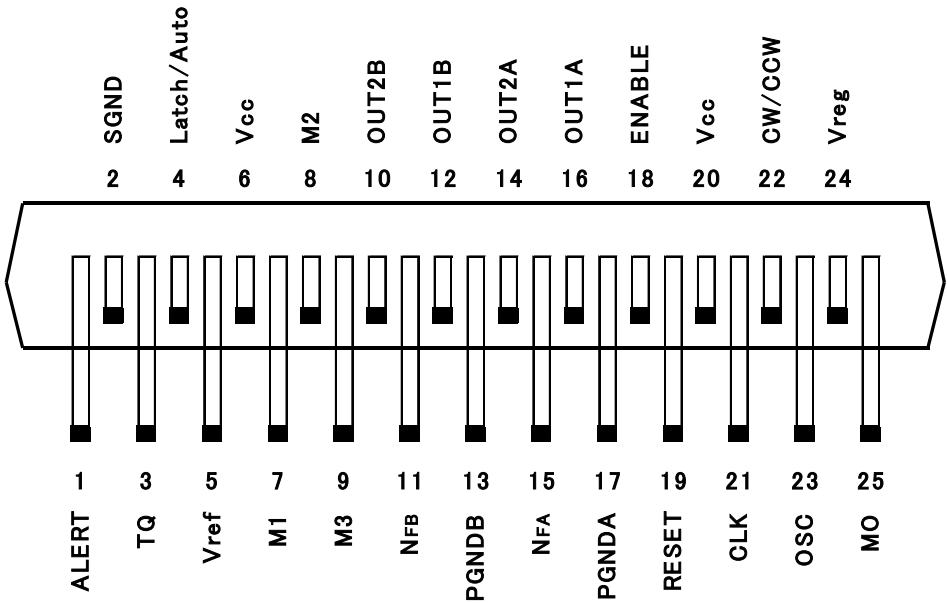 SGND Latch/Auto Vcc M2 OUT2B OUT1B OUT2A OUT1A ENABLE Vcc CW/CCW Vreg
2 4 6 8 10 12 14 16 18 20 22 24
1 3 5 7 9 11 13 15 17 19 21 23 25
ALERT TQ Vref M1 M3 NFB PGNDB NFA PGNDA RESET CLK OSC MO